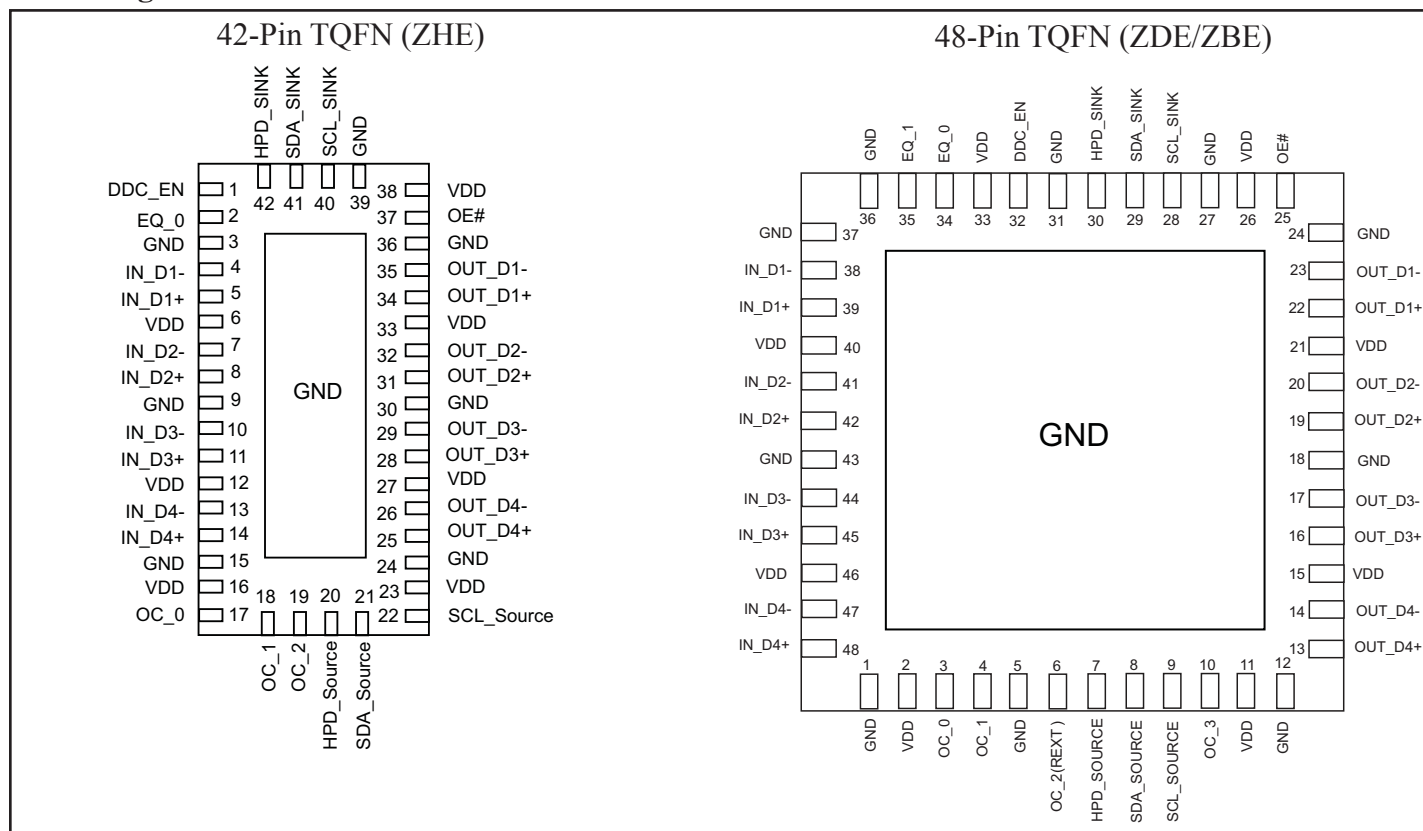 42-Pin TQFN (ZHE)
HPD_SINK
SDA_SINK
SCL_SINK
GND
42 41 40 39
DDC_EN 1
EQ_0 2
GND 3
IN_D1- 4
IN_D1+ 5
VDD 6
IN_D2- 7
IN_D2+ 8
GND 9
IN_D3- 10
IN_D3+ 11
VDD 12
IN_D4- 13
IN_D4+ 14
GND 15
VDD 16
OC_0 17
GND
38 VDD
37 OE#
36 GND
35 OUT_D1-
34 OUT_D1+
33 VDD
32 OUT_D2-
31 OUT_D2+
30 GND
29 OUT_D3-
28 OUT_D3+
27 VDD
26 OUT_D4-
25 OUT_D4+
24 GND
23 VDD
22 SCL_Source
18 19 20 21
OC_1
OC_2
HPD_Source
SDA_Source
48-Pin TQFN (ZDE/ZBE)
GND
EQ_1
EQ_0
VDD
DDC_EN
GND
HPD_SINK
SDA_SINK
SCL_SINK
GND
VDD
OE#
36 35 34 33 32 31 30 29 28 27 26 25
GND 37
IN_D1- 38
IN_D1+ 39
VDD 40
IN_D2- 41
IN_D2+ 42
GND 43
IN_D3- 44
IN_D3+ 45
VDD 46
IN_D4- 47
IN_D4+ 48
GND
24 GND
23 OUT_D1-
22 OUT_D1+
21 VDD
20 OUT_D2-
19 OUT_D2+
18 GND
17 OUT_D3-
16 OUT_D3+
15 VDD
14 OUT_D4-
13 OUT_D4+
1 2 3 4 5 6 7 8 9 10 11 12
GND
VDD
OC_0
OC_1
GND
OC_2(REXT )
HPD_SOURCE
SDA_SOURCE
SCL_SOURCE
OC_3
VDD
GND